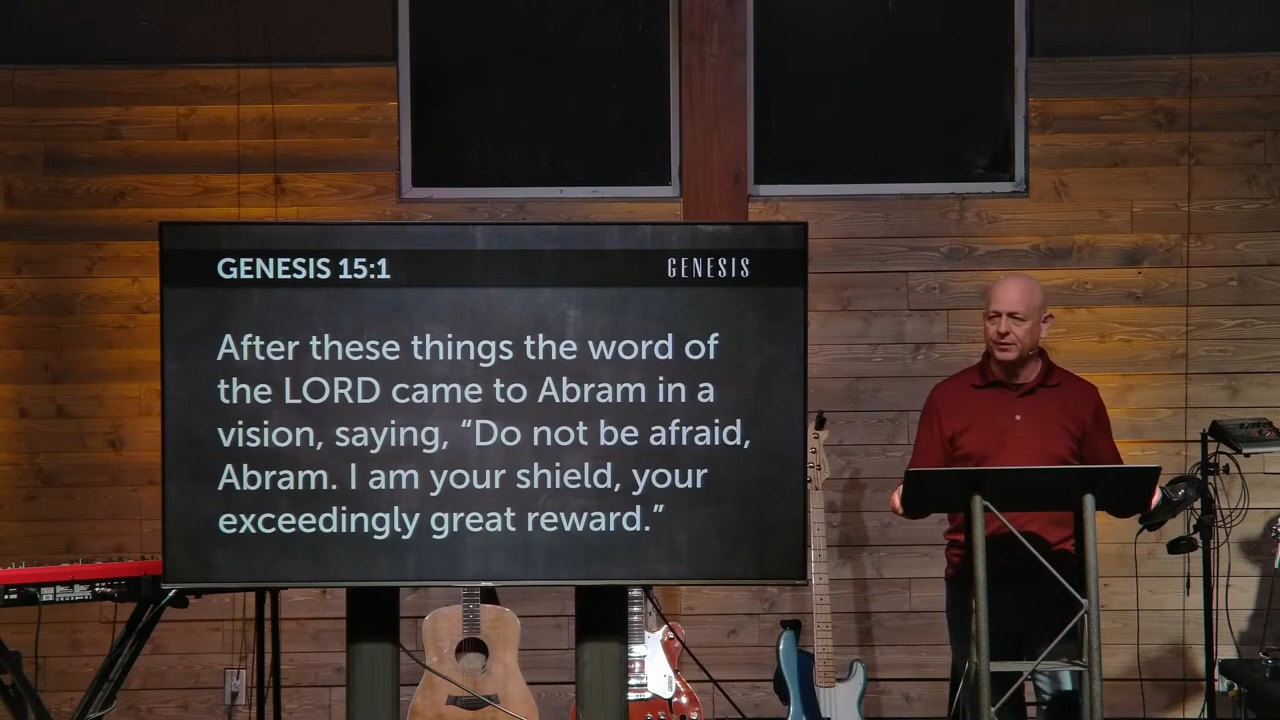 GENESIS 15:1
GENESIS
After these things the word of
the LORD came to Abram in a
vision, saying, “Do not be afraid,
Abram. I am your shield, your
exceedingly great reward.”